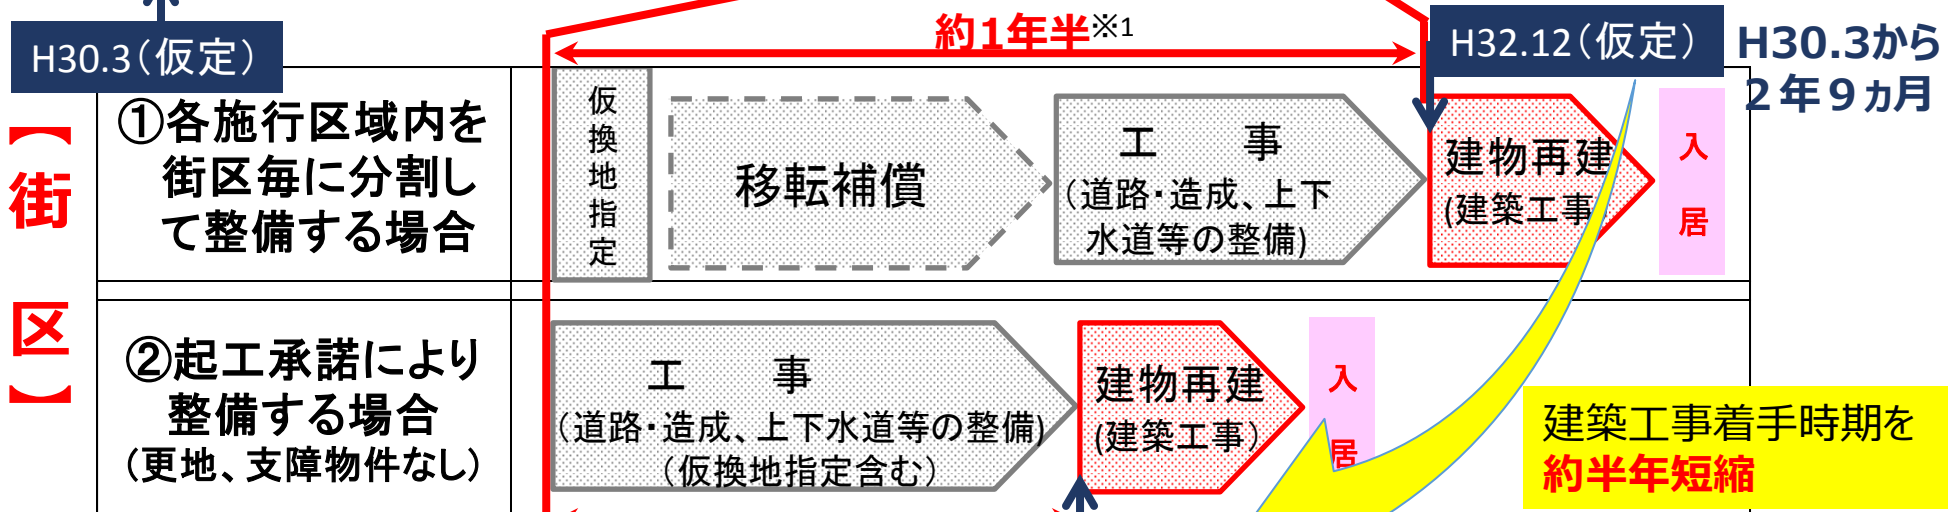 約1年半※1
H30.3(仮定)
H32.12(仮定)
H30.3から
2年9ヵ月
【街区】
①各施行区域内を
街区毎に分割し
て整備する場合
仮換地指定
移転補償
工　事
(道路・造成、上下
水道等の整備)
建物再建
(建築工事)
入居
②起工承諾により
整備する場合
(更地、支障物件なし)
工　事
(道路・造成、上下水道等の整備)
(仮換地指定含む)
建物再建
(建築工事)
入居
建築工事着手時期を
約半年短縮